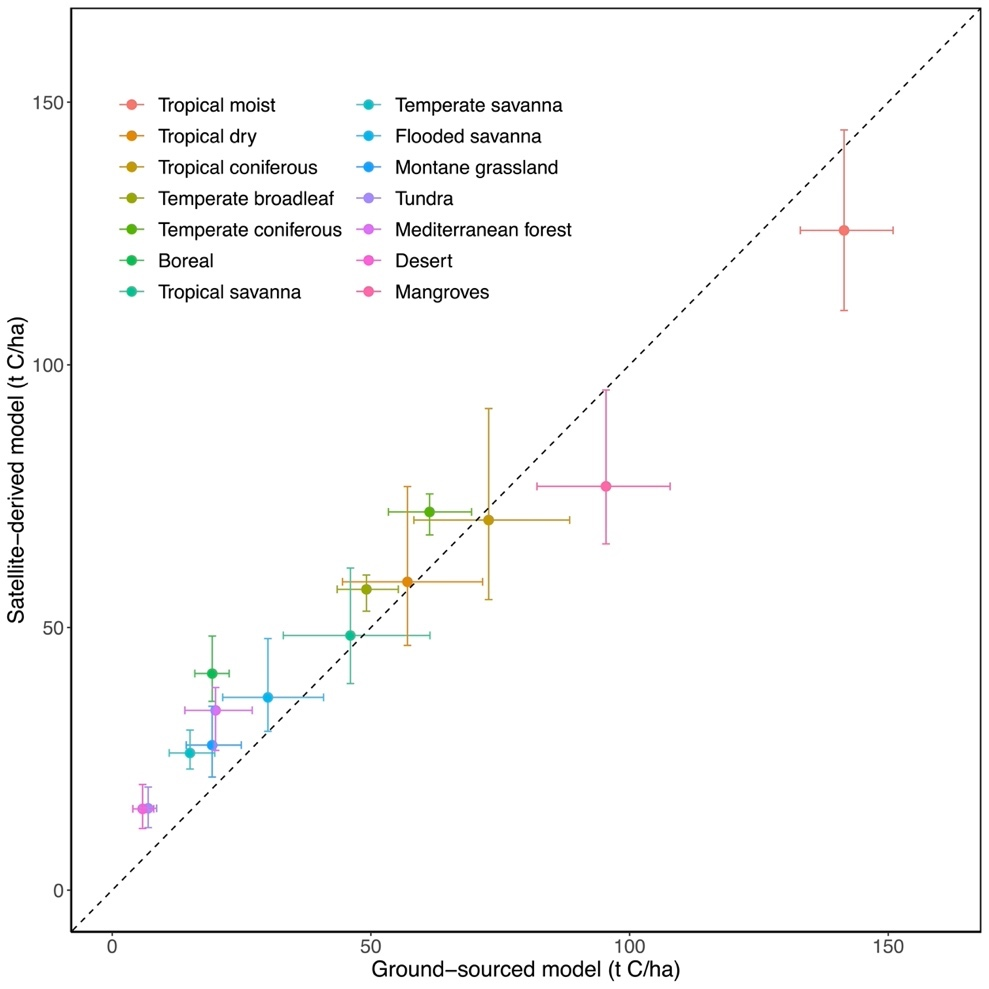 150
100
50
0
Satellite−derived model (t C/ha)
Tropical moist
Tropical dry
Tropical coniferous
Temperate broadleaf
Temperate coniferous
Boreal
Tropical savanna
Temperate savanna
Flooded savanna
Montane grassland
Tundra
Mediterranean forest
Desert
Mangroves
0
50
100
150
Ground−sourced model (t C/ha)